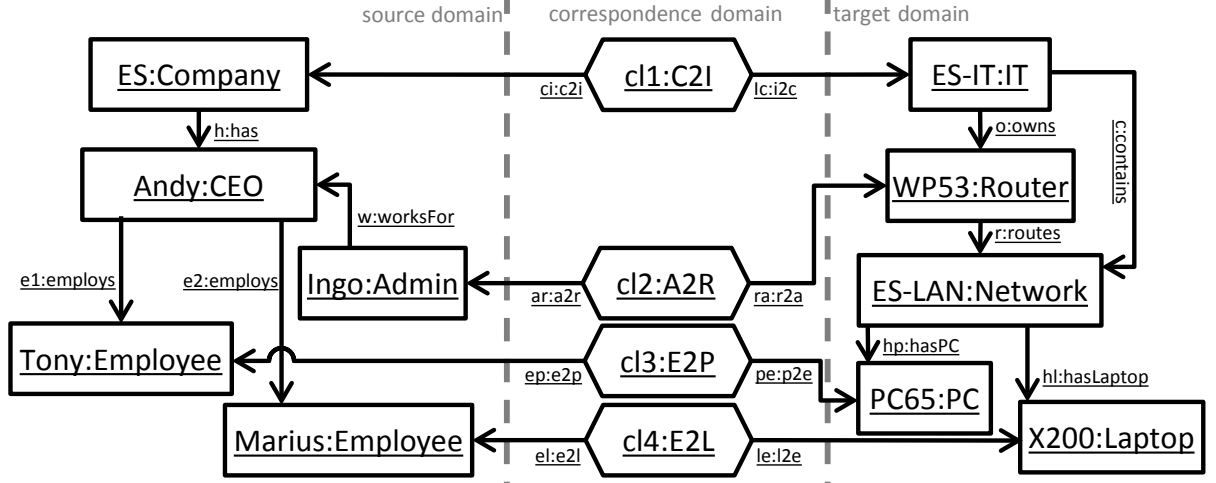 source domain
correspondence domain
target domain
ES:Company
cl1:C2I
ES-IT:IT
ci:c2i
Ic:i2c
h:has
o:owns
c:contains
Andy:CEO
WP53:Router
w:worksFor
r:routes
e1:employs
e2:employs
Ingo:Admin
cl2:A2R
ES-LAN:Network
ar:a2r
ra:r2a
Tony:Employee
cl3:E2P
hp:hasPC
ep:e2p
pe:p2e
hl:hasLaptop
PC65:PC
Marius:Employee
cl4:E2L
X200:Laptop
el:e2l
le:l2e